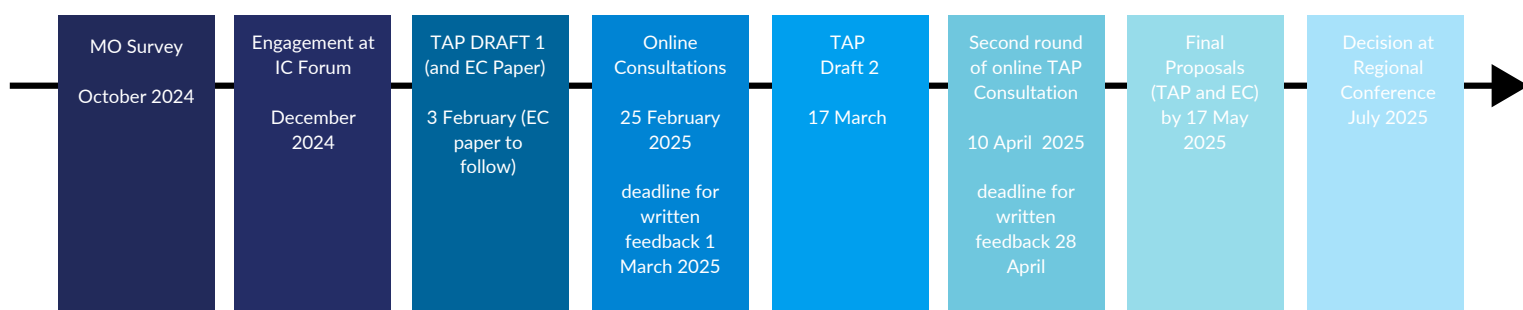 MO Survey
October 2024
Engagement at
IC Forum
December
2024
TAP DRAFT 1
(and EC Paper)
3 February (EC
paper to
follow)
Online
Consultations
25 February
2025
deadline for
written
feedback 1
March 2025
TAP
Draft 2
17 March
Second round
of online TAP
Consultation
10 April  2025
deadline for
written
feedback 28
April
Final
Proposals
(TAP and EC)
by 17 May
2025
Decision at
Regional
Conference
July 2025